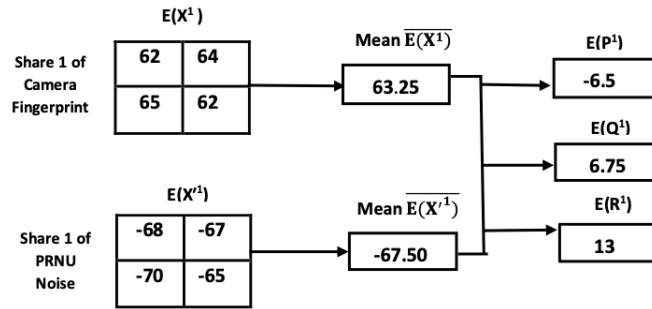 E(X¹)
Share 1 of
Camera
Fingerprint
62 64
65 62
Mean E(X¹)
63.25
E(P¹)
-6.5
E(Q¹)
6.75
E(R¹)
13
E(X′¹)
Share 1 of
PRNU
Noise
-68 -67
-70 -65
Mean E(X′¹)
-67.50